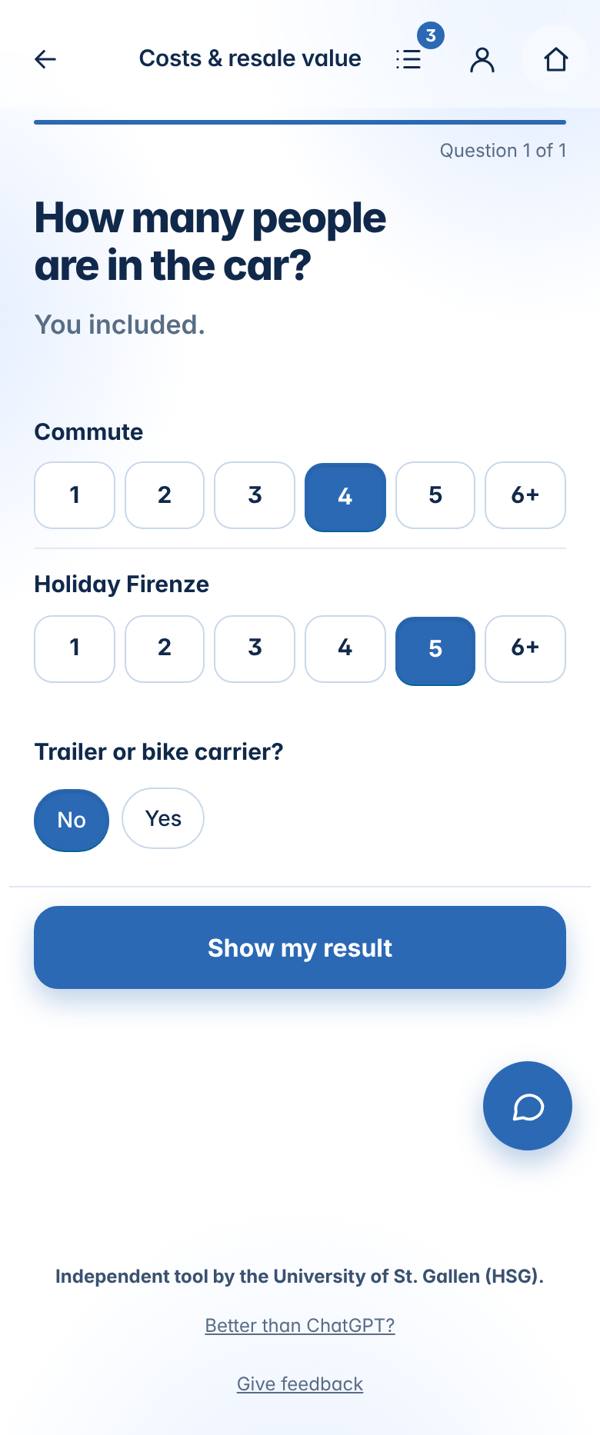 Costs & resale value
3
Question 1 of 1
How many people
are in the car?
You included.
Commute
1 2 3 4 5 6+
Holiday Firenze
1 2 3 4 5 6+
Trailer or bike carrier?
No Yes
Show my result
Independent tool by the University of St. Gallen (HSG).
Better than ChatGPT?
Give feedback